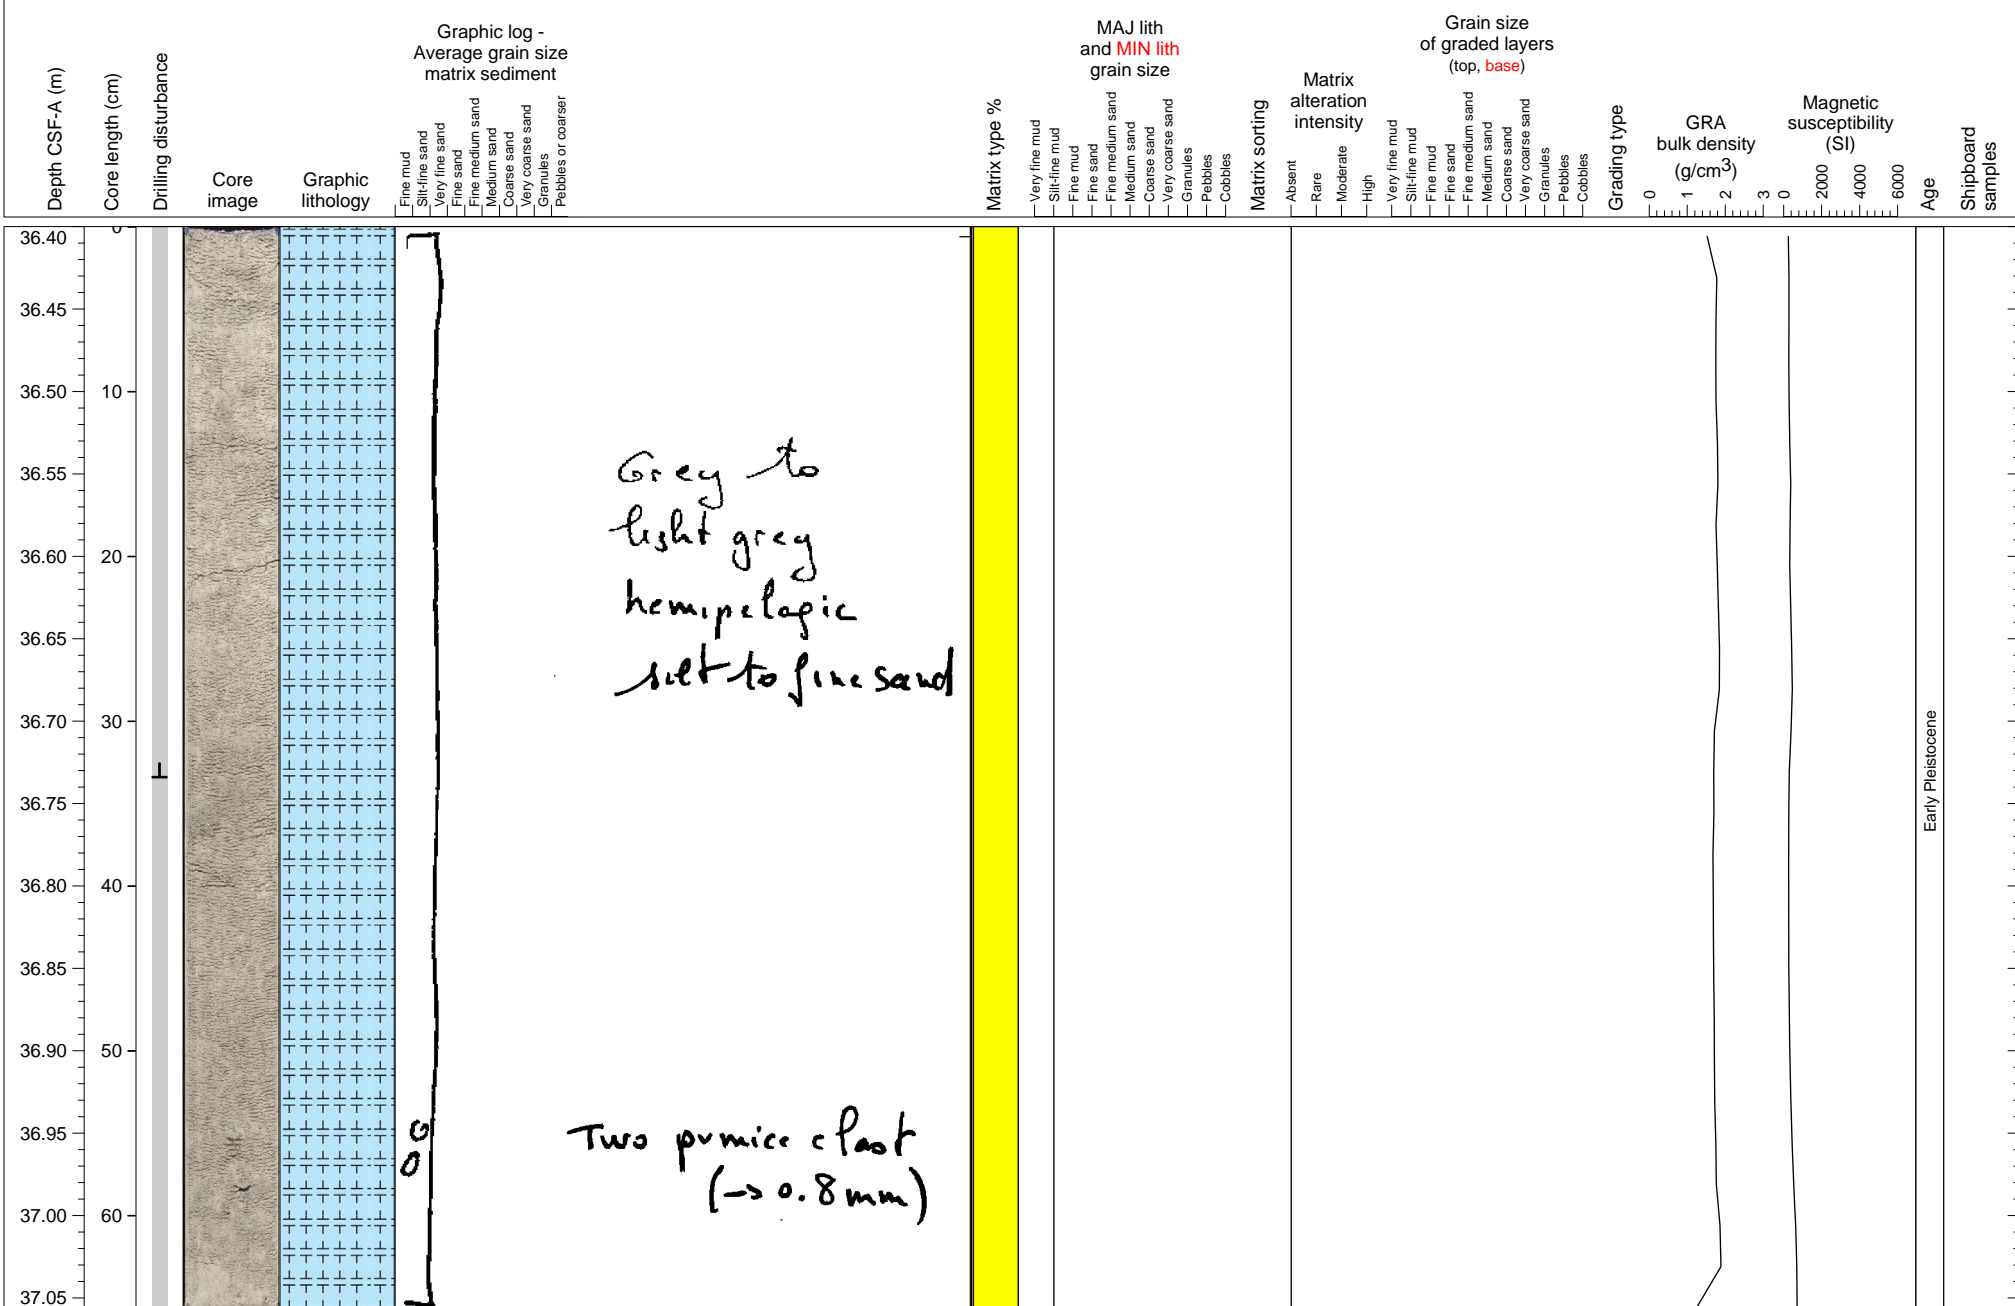 Depth CSF-A (m)
Core length (cm)
Drilling disturbance
Core
image
Graphic
lithology
Graphic log -
Average grain size
matrix sediment
Fine mud
Silt-fine sand
Very fine sand
Fine sand
Fine medium sand
Medium sand
Coarse sand
Very coarse sand
Granules
Pebbles or coarser
Matrix type %
MAJ lith
and MIN lith
grain size
Very fine mud
Silt-fine mud
Fine mud
Fine sand
Fine medium sand
Medium sand
Coarse sand
Very coarse sand
Granules
Pebbles
Cobbles
Matrix sorting
Matrix
alteration
intensity
Absent
Rare
Moderate
High
Grain size
of graded layers
(top, base)
Very fine mud
Silt-fine mud
Fine mud
Fine sand
Fine medium sand
Medium sand
Coarse sand
Very coarse sand
Granules
Pebbles
Cobbles
Grading type
GRA
bulk density
(g/cm3)
0 1 2 3
Magnetic
susceptibility
(SI)
0 2000 4000 6000
Age
Shipboard
samples
36.40 0
36.45
36.50 10
36.55
36.60 20
36.65
36.70 30
36.75
36.80 40
36.85
36.90 50
36.95
37.00 60
37.05
Grey to
light grey
hemipelagic
silt to fine sand
Two pumice clast
(-> 0.8 mm)
Early Pleistocene